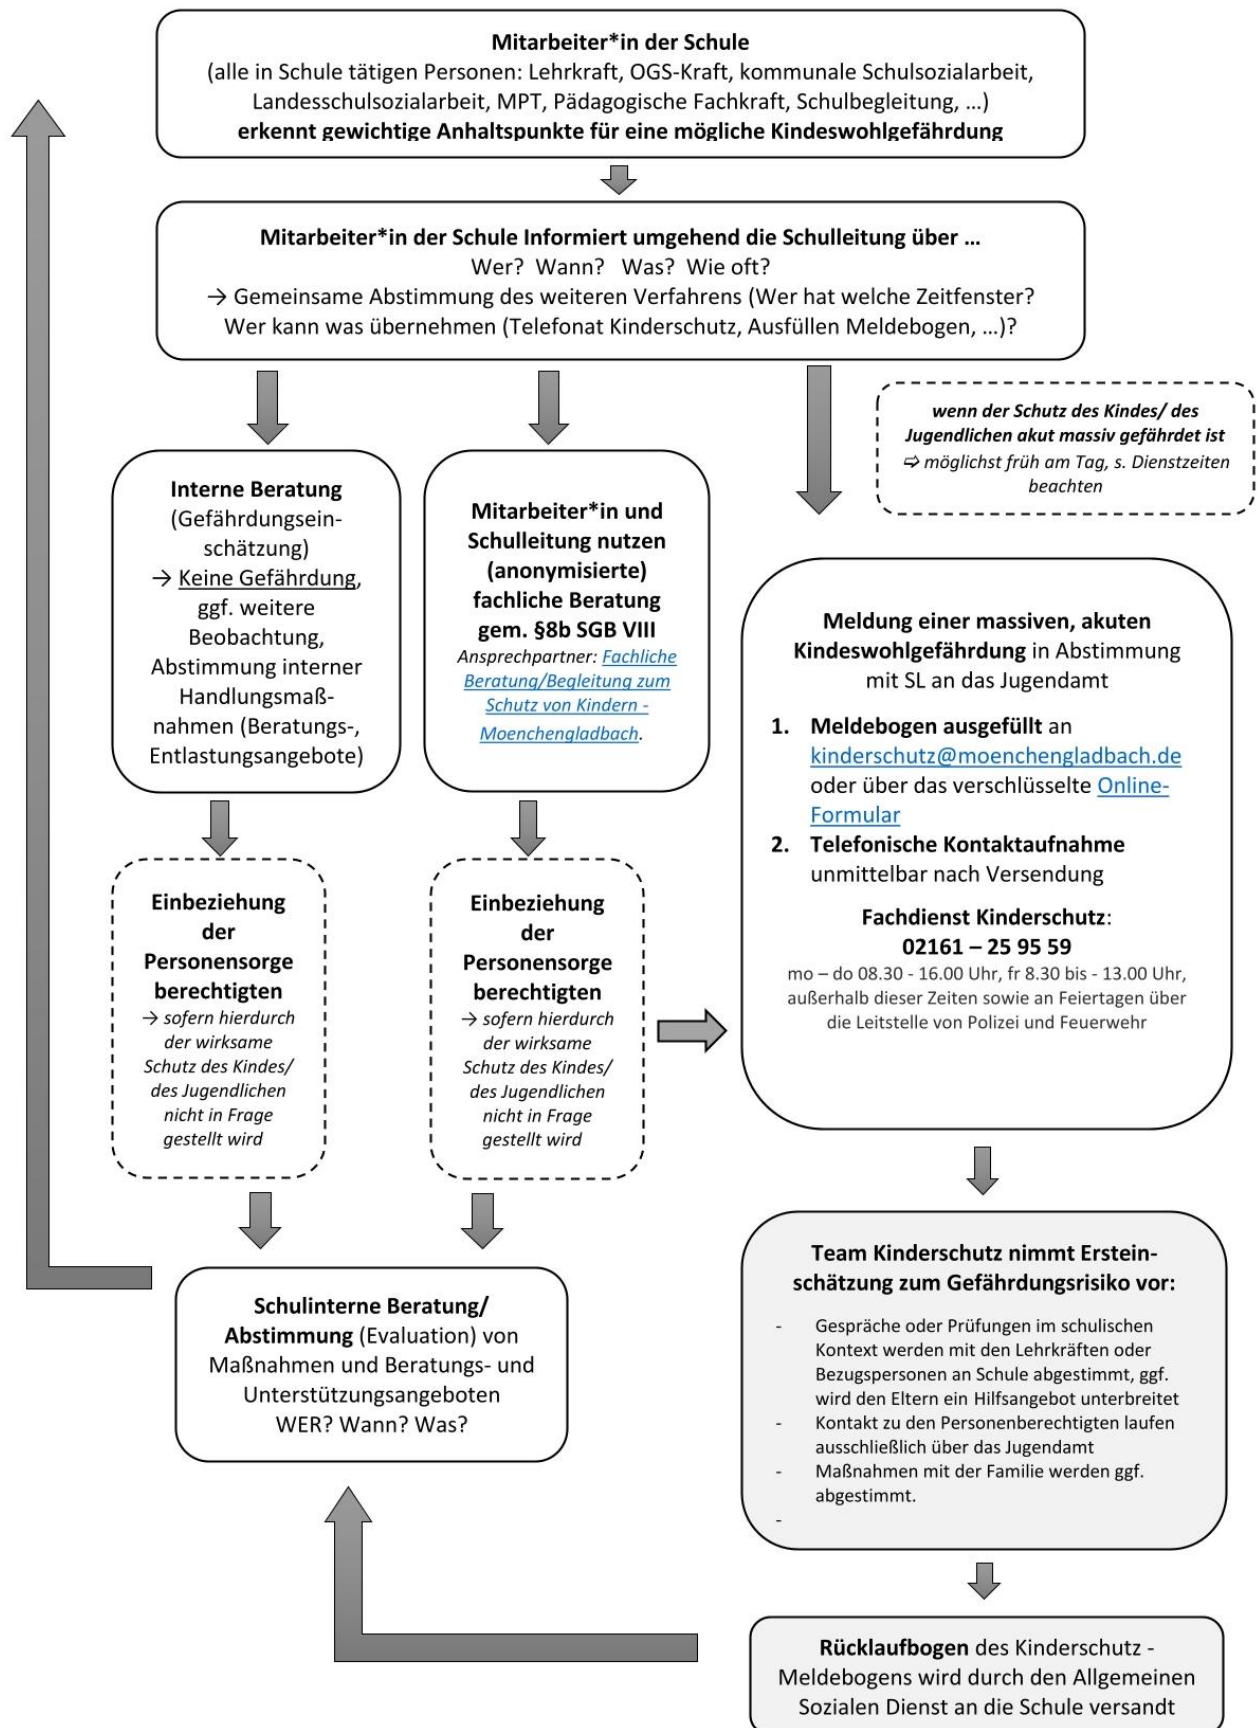 Mitarbeiter*in der Schule
(alle in Schule tätigen Personen: Lehrkraft, OGS-Kraft, kommunale Schulsozialarbeit,
Landesschulsozialarbeit, MPT, Pädagogische Fachkraft, Schulbegleitung, …)
erkennt gewichtige Anhaltspunkte für eine mögliche Kindeswohlgefährdung
Mitarbeiter*in der Schule Informiert umgehend die Schulleitung über …
Wer? Wann? Was? Wie oft?
→ Gemeinsame Abstimmung des weiteren Verfahrens (Wer hat welche Zeitfenster?
Wer kann was übernehmen (Telefonat Kinderschutz, Ausfüllen Meldebogen, …)?
wenn der Schutz des Kindes/ des
Jugendlichen akut massiv gefährdet ist
⇨ möglichst früh am Tag, s. Dienstzeiten
beachten
Interne Beratung
(Gefährdungsein-
schätzung)
→ Keine Gefährdung,
ggf. weitere
Beobachtung,
Abstimmung interner
Handlungsmaß-
nahmen (Beratungs-,
Entlastungsangebote)
Mitarbeiter*in und
Schulleitung nutzen
(anonymisierte)
fachliche Beratung
gem. §8b SGB VIII
Ansprechpartner: Fachliche
Beratung/Begleitung zum
Schutz von Kindern -
Moenchengladbach.
Meldung einer massiven, akuten
Kindeswohlgefährdung in Abstimmung
mit SL an das Jugendamt
1. Meldebogen ausgefüllt an
kinderschutz@moenchengladbach.de
oder über das verschlüsselte Online-
Formular
2. Telefonische Kontaktaufnahme
unmittelbar nach Versendung
Fachdienst Kinderschutz:
02161 – 25 95 59
mo – do 08.30 - 16.00 Uhr, fr 8.30 bis - 13.00 Uhr,
außerhalb dieser Zeiten sowie an Feiertagen über
die Leitstelle von Polizei und Feuerwehr
Einbeziehung
der
Personensorge
berechtigten
→ sofern hierdurch
der wirksame
Schutz des Kindes/
des Jugendlichen
nicht in Frage
gestellt wird
Einbeziehung
der
Personensorge
berechtigten
→ sofern hierdurch
der wirksame
Schutz des Kindes/
des Jugendlichen
nicht in Frage
gestellt wird
Schulinterne Beratung/
Abstimmung (Evaluation) von
Maßnahmen und Beratungs- und
Unterstützungsangeboten
WER? Wann? Was?
Team Kinderschutz nimmt Erstein-
schätzung zum Gefährdungsrisiko vor:
- Gespräche oder Prüfungen im schulischen
Kontext werden mit den Lehrkräften oder
Bezugspersonen an Schule abgestimmt, ggf.
wird den Eltern ein Hilfsangebot unterbreitet
- Kontakt zu den Personenberechtigten laufen
ausschließlich über das Jugendamt
- Maßnahmen mit der Familie werden ggf.
abgestimmt.
-
Rücklaufbogen des Kinderschutz -
Meldebogens wird durch den Allgemeinen
Sozialen Dienst an die Schule versandt